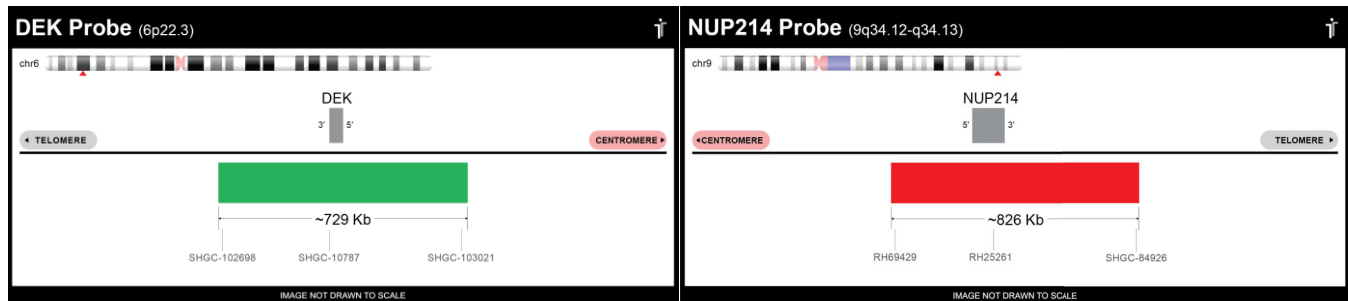 DEK Probe (6p22.3)
chr6
DEK
3' 5'
TELOMERE
CENTROMERE
~729 Kb
SHGC-102698 SHGC-10787 SHGC-103021
IMAGE NOT DRAWN TO SCALE
NUP214 Probe (9q34.12-q34.13)
chr9
NUP214
5' 3'
CENTROMERE
TELOMERE
~826 Kb
RH69429 RH25261 SHGC-84926
IMAGE NOT DRAWN TO SCALE